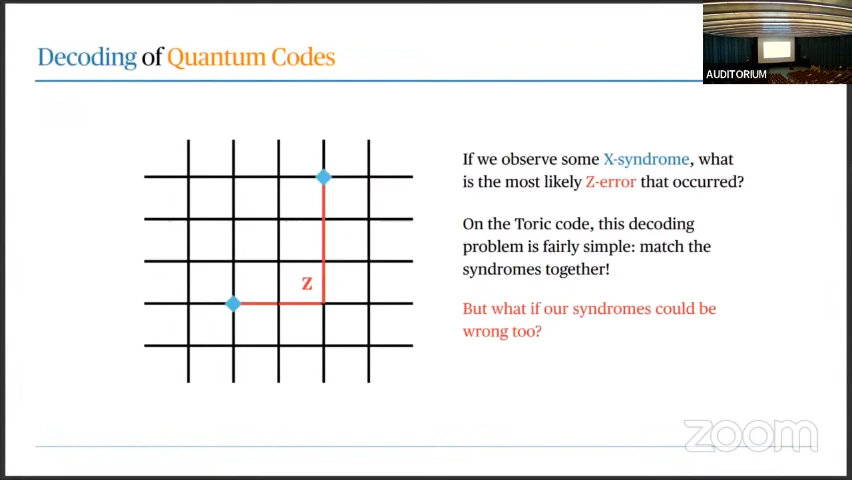 Decoding of Quantum Codes
AUDITORIUM
If we observe some X-syndrome, what
is the most likely Z-error that occurred?
On the Toric code, this decoding
problem is fairly simple: match the
syndromes together!
Z
But what if our syndromes could be
wrong too?
zoom